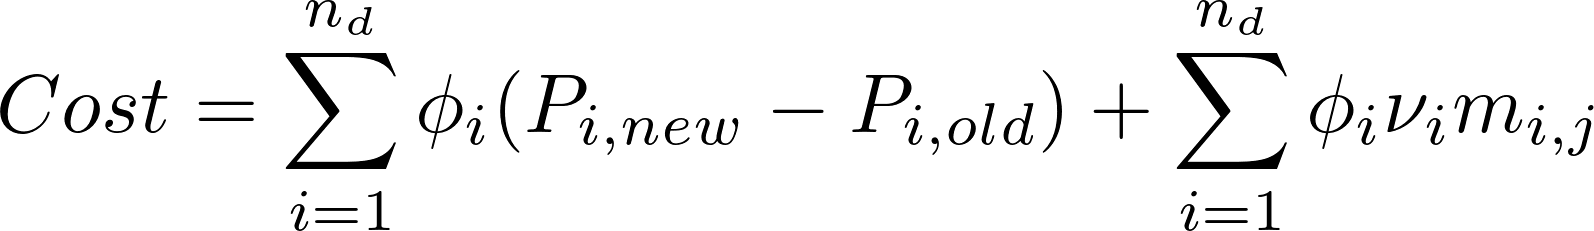 Cost = \sum_{i=1}^{n_d} \phi_i (P_{i,new} - P_{i,old}) + \sum_{i=1}^{n_d} \phi_i \nu_i m_{i,j}